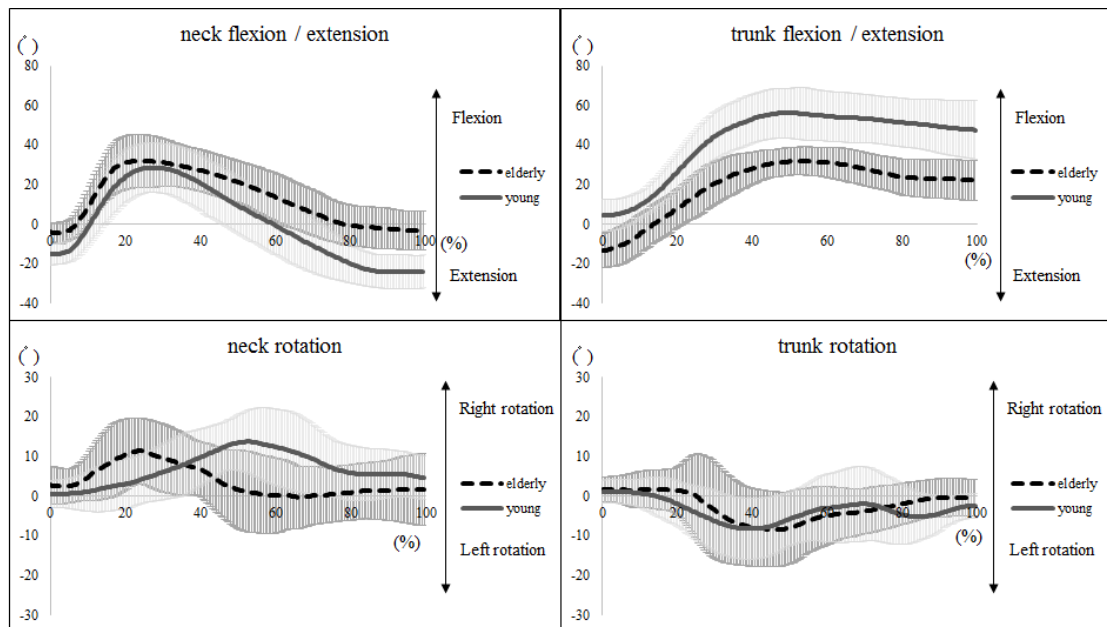 neck flexion / extension
(°)
80
60
40
20
0
-20
-40
0 20 40 60 80 100
(%)
Flexion
elderly
young
Extension
trunk flexion / extension
(°)
80
60
40
20
0
-20
-40
0 20 40 60 80 100
(%)
Flexion
elderly
young
Extension
neck rotation
(°)
30
20
10
0
-10
-20
-30
0 20 40 60 80 100
(%)
Right rotation
elderly
young
Left rotation
trunk rotation
(°)
30
20
10
0
-10
-20
-30
0 20 40 60 80 100
(%)
Right rotation
elderly
young
Left rotation